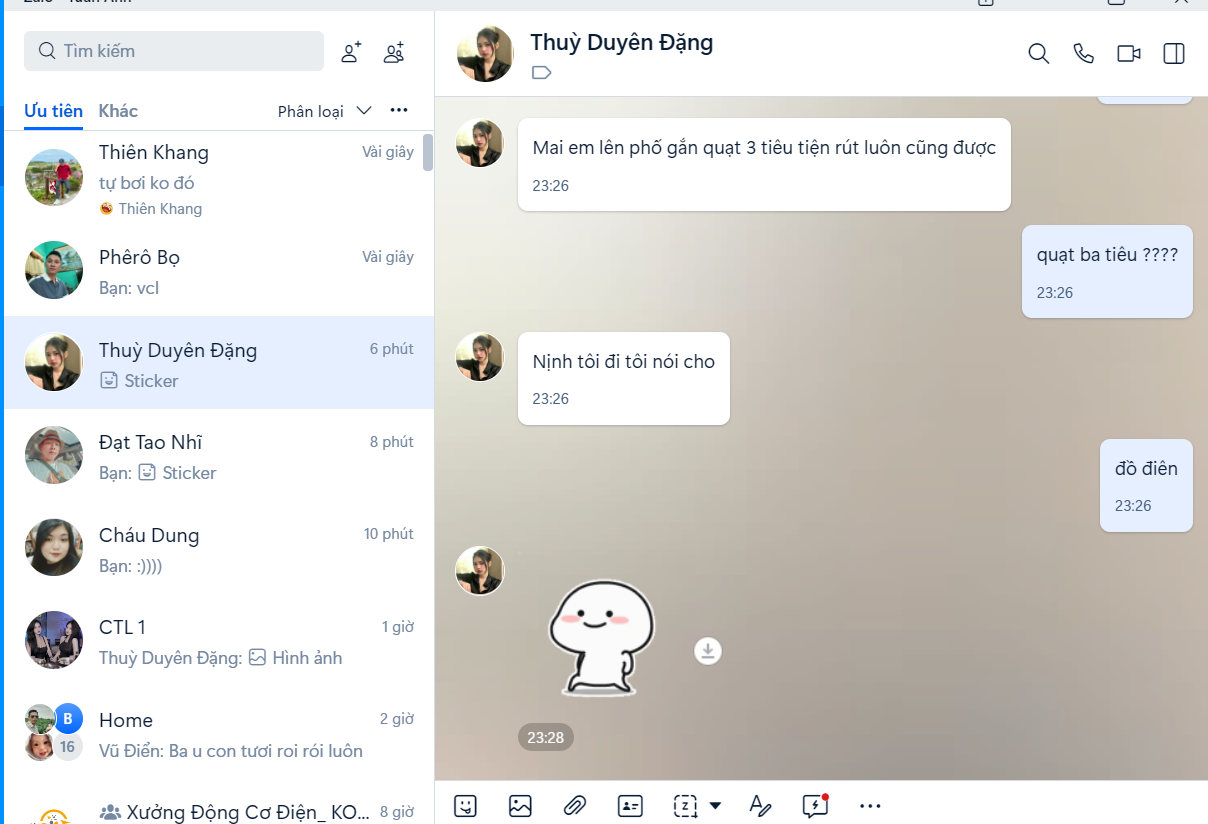 Zalo - Tuấn Anh
Tìm kiếm
Ưu tiên
Khác
Phân loại
Thiên Khang
Vài giây
tự bơi ko đó
Thiên Khang
Phêrô Bọ
Vài giây
Bạn: vcl
Thuỳ Duyên Đặng
6 phút
Sticker
Đạt Tao Nhĩ
8 phút
Bạn: Sticker
Cháu Dung
10 phút
Bạn: :))))
CTL 1
1 giờ
Thuỳ Duyên Đặng: Hình ảnh
B
16
Home
2 giờ
Vũ Điển: Ba u con tươi roi rói luôn
Xưởng Động Cơ Điện_ KO...
8 giờ
Thuỳ Duyên Đặng
Mai em lên phố gắn quạt 3 tiêu tiện rút luôn cũng được
23:26
quạt ba tiêu ????
23:26
Nịnh tôi đi tôi nói cho
23:26
đồ điên
23:26
23:28
Z